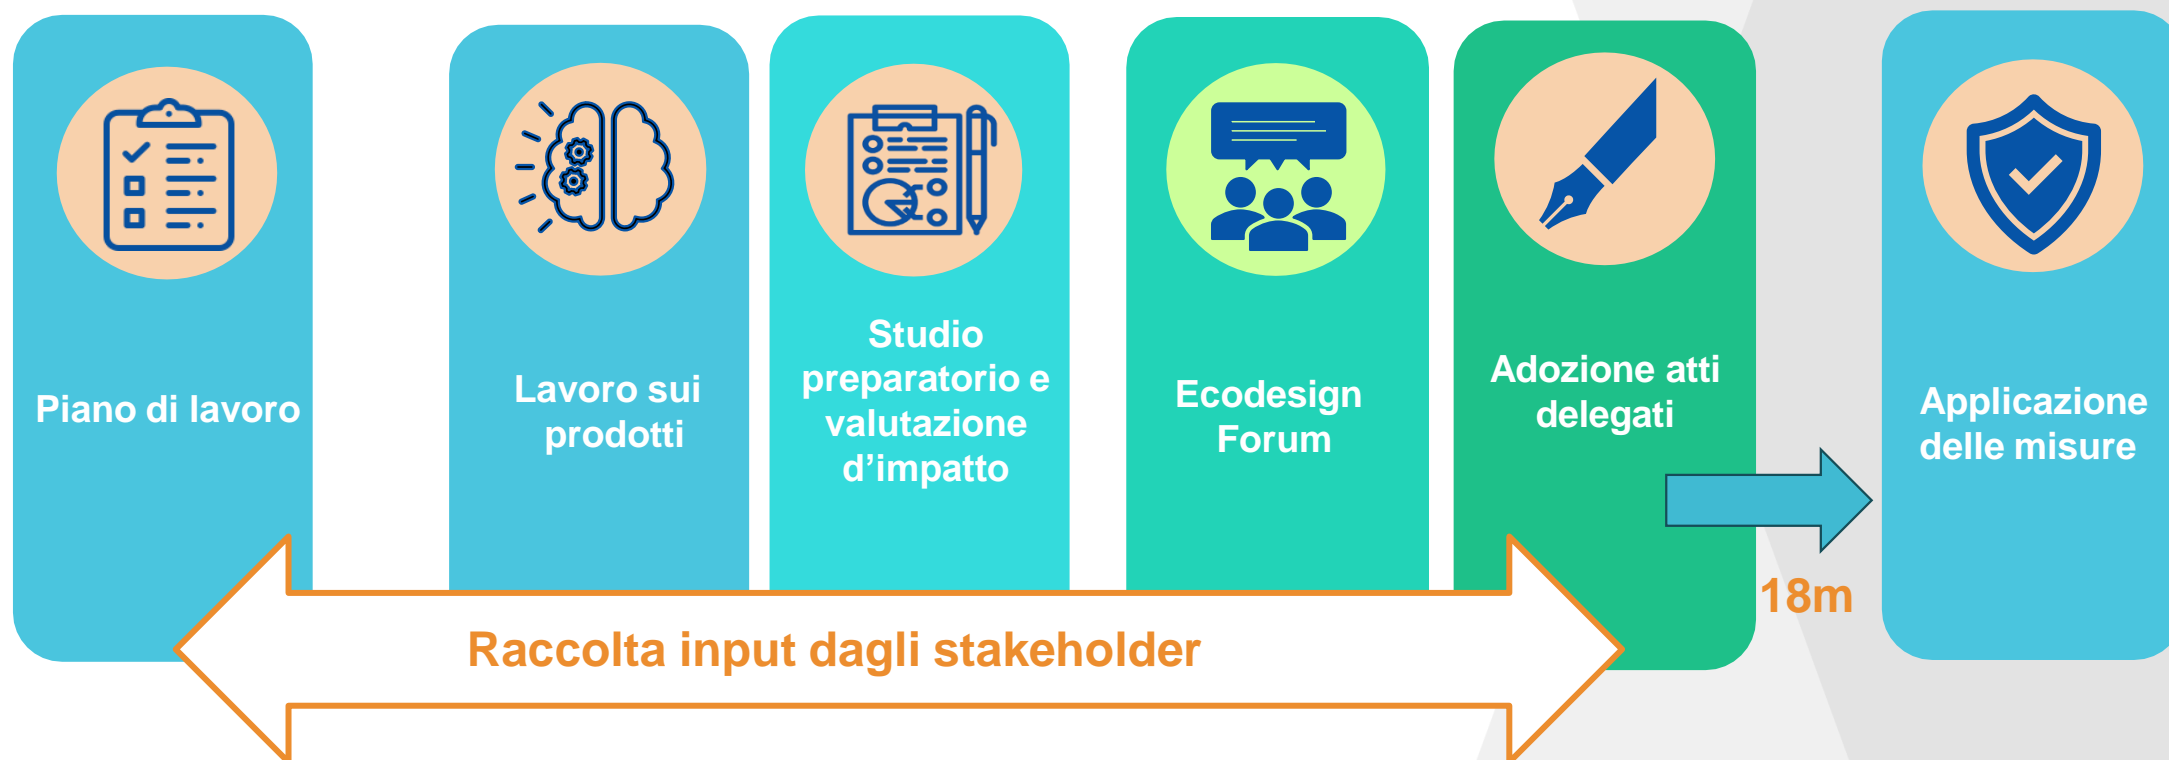 Piano di lavoro
Lavoro sui
prodotti
Studio
preparatorio e
valutazione
d’impatto
Ecodesign
Forum
Adozione atti
delegati
Applicazione
delle misure
18m
Raccolta input dagli stakeholder